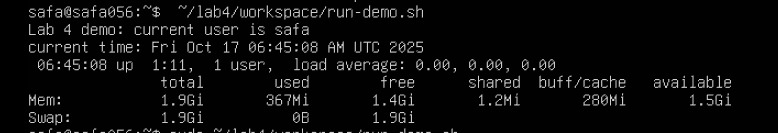 safa@safa056:~$ ~/lab4/workspace/run-demo.sh
Lab 4 demo: current user is safa
current time: Fri Oct 17 06:45:08 AM UTC 2025
06:45:08 up 1:11, 1 user, load average: 0.00, 0.00, 0.00
total used free shared buff/cache available
Mem: 1.9Gi 367Mi 1.4Gi 1.2Mi 280Mi 1.5Gi
Swap: 1.9Gi 0B 1.9Gi
safa@safa056:~$ sudo ~/lab4/workspace/run-demo.sh